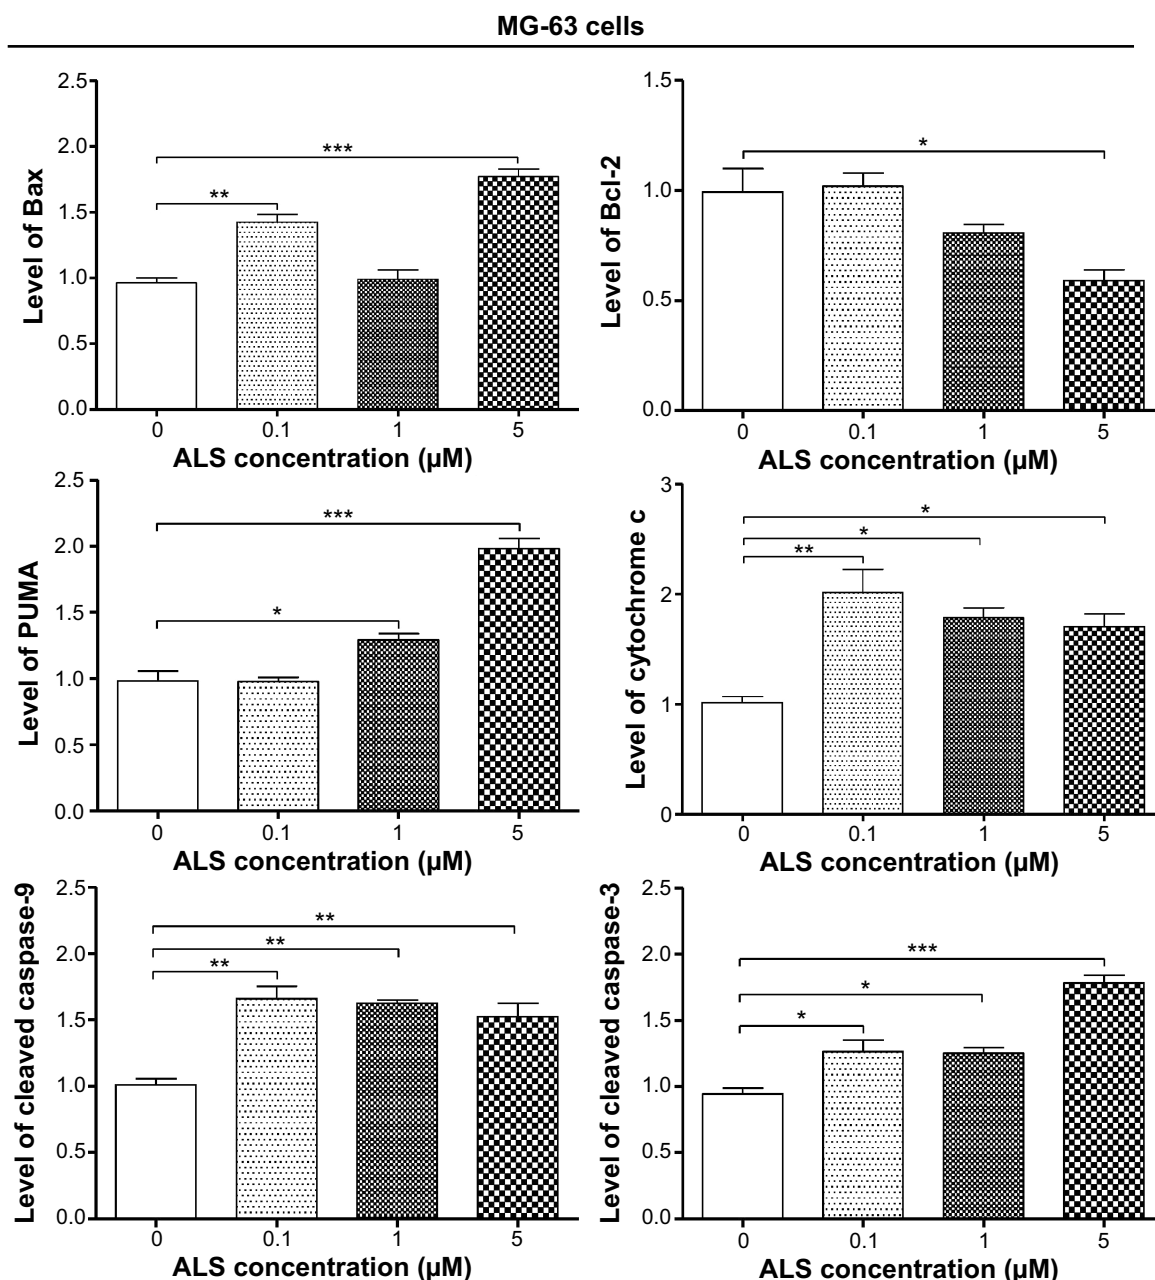 MG-63 cells
Level of Bax
2.5
2.0
1.5
1.0
0.5
0.0
***
**
0 0.1 1 5
ALS concentration (µM)
Level of Bcl-2
1.5
1.0
0.5
0.0
*
0 0.1 1 5
ALS concentration (µM)
Level of PUMA
2.5
2.0
1.5
1.0
0.5
0.0
***
*
0 0.1 1 5
ALS concentration (µM)
Level of cytochrome c
3
2
1
0
*
*
**
0 0.1 1 5
ALS concentration (µM)
Level of cleaved caspase-9
2.5
2.0
1.5
1.0
0.5
0.0
**
**
**
0 0.1 1 5
ALS concentration (µM)
Level of cleaved caspase-3
2.5
2.0
1.5
1.0
0.5
0.0
***
*
*
0 0.1 1 5
ALS concentration (µM)